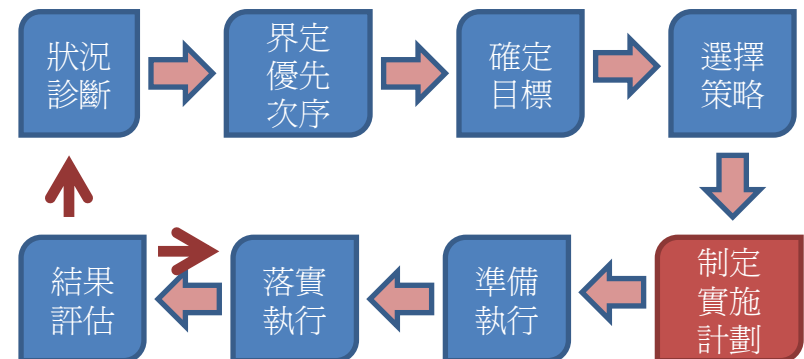 狀況
診斷
界定
優先
次序
確定
目標
選擇
策略
結果
評估
落實
執行
準備
執行
制定
實施
計劃